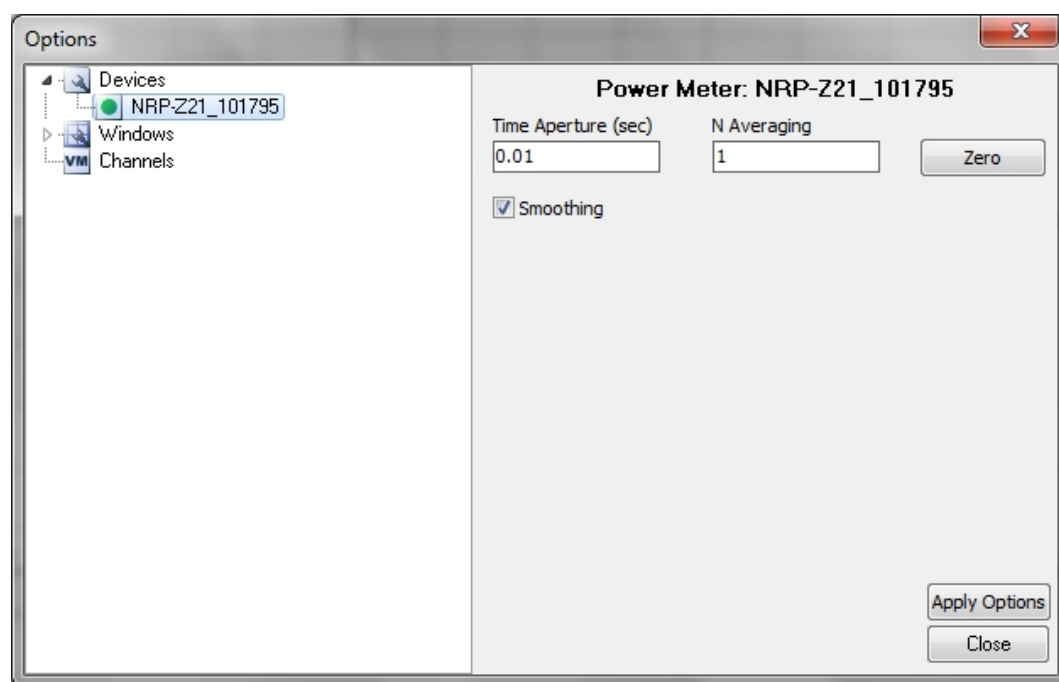 Options
Devices
NRP-Z21_101795
Windows
VM Channels
Power Meter: NRP-Z21_101795
Time Aperture (sec) N Averaging
0.01 1 Zero
Smoothing
Apply Options
Close